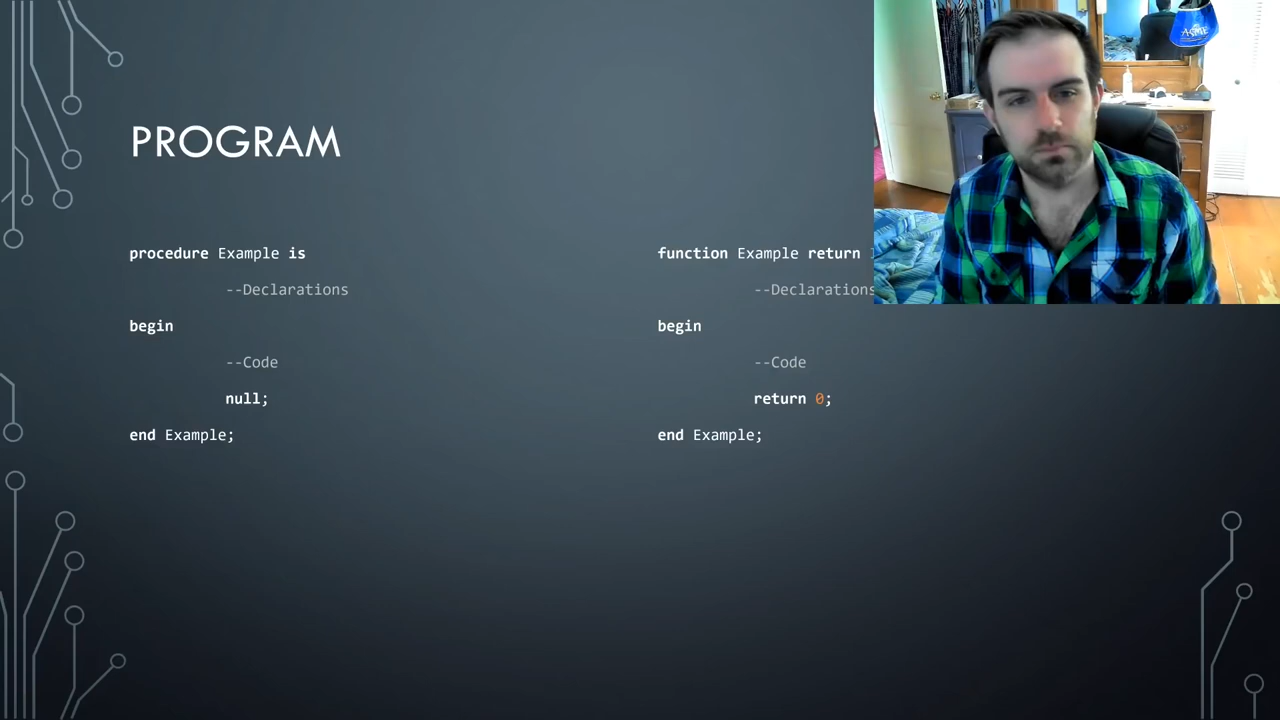 PROGRAM
procedure Example is
--Declarations
begin
--Code
null;
end Example;
function Example return
--Declarations
begin
--Code
return 0;
end Example;
ASME